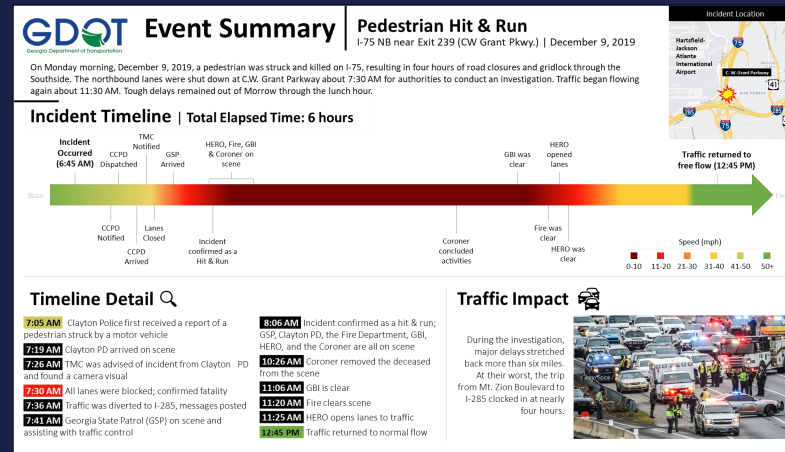 GDOT
Georgia Department of Transportation
Event Summary
Pedestrian Hit & Run
I-75 NB near Exit 239 (CW Grant Pkwy.) | December 9, 2019
Incident Location
Hartsfield-
Jackson
Atlanta
International
Airport
75
C. W. Grant Parkway
41
285
75
285
On Monday morning, December 9, 2019, a pedestrian was struck and killed on I-75, resulting in four hours of road closures and gridlock through the
Southside. The northbound lanes were shut down at C.W. Grant Parkway about 7:30 AM for authorities to conduct an investigation. Traffic began flowing
again about 11:30 AM. Tough delays remained out of Morrow through the lunch hour.
Incident Timeline | Total Elapsed Time: 6 hours
Incident
Occurred
(6:45 AM)
CCPD
Dispatched
TMC
Notified
GSP
Arrived
HERO, Fire, GBI
& Coroner on
scene
GBI was
clear
HERO
opened
lanes
Traffic returned to
free flow (12:45 PM)
CCPD
Notified
CCPD
Arrived
Lanes
Closed
Incident
confirmed as a
Hit & Run
Coroner
concluded
activities
Fire was
clear
HERO was
clear
Speed (mph)
0-10 11-20 21-30 31-40 41-50 50+
Timeline Detail
7:05 AM Clayton Police first received a report of a
pedestrian struck by a motor vehicle
7:19 AM Clayton PD arrived on scene
7:26 AM TMC was advised of incident from Clayton PD
and found a camera visual
7:30 AM All lanes were blocked; confirmed fatality
7:36 AM Traffic was diverted to I-285, messages posted
7:41 AM Georgia State Patrol (GSP) on scene and
assisting with traffic control
8:06 AM Incident confirmed as a hit & run;
GSP, Clayton PD, the Fire Department, GBI,
HERO, and the Coroner are all on scene
10:26 AM Coroner removed the deceased
from the scene
11:06 AM GBI is clear
11:20 AM Fire clears scene
11:25 AM HERO opens lanes to traffic
12:45 PM Traffic returned to normal flow
Traffic Impact
During the investigation,
major delays stretched
back more than six miles.
At their worst, the trip
from Mt. Zion Boulevard to
I-285 clocked in at nearly
four hours.